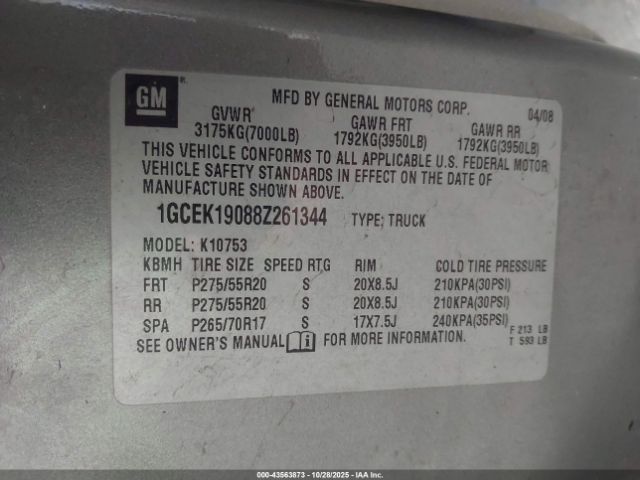 GM
MFD BY GENERAL MOTORS CORP. 04/08
GVWR GAWR FRT GAWR RR
3175KG(7000LB) 1792KG(3950LB) 1792KG(3950LB)
THIS VEHICLE CONFORMS TO ALL APPLICABLE U.S. FEDERAL MOTOR
VEHICLE SAFETY STANDARDS IN EFFECT ON THE DATE OF
MANUFACTURE SHOWN ABOVE.
1GCEK19088Z261344 TYPE: TRUCK
MODEL: K10753
KBMH TIRE SIZE SPEED RTG RIM COLD TIRE PRESSURE
FRT P275/55R20 S 20X8.5J 210KPA(30PSI)
RR P275/55R20 S 20X8.5J 210KPA(30PSI)
SPA P265/70R17 S 17X7.5J 240KPA(35PSI)
F 213 LB
T 593 LB
SEE OWNER'S MANUAL FOR MORE INFORMATION.
000-43563873 - 10/28/2025 - IAA, Inc.